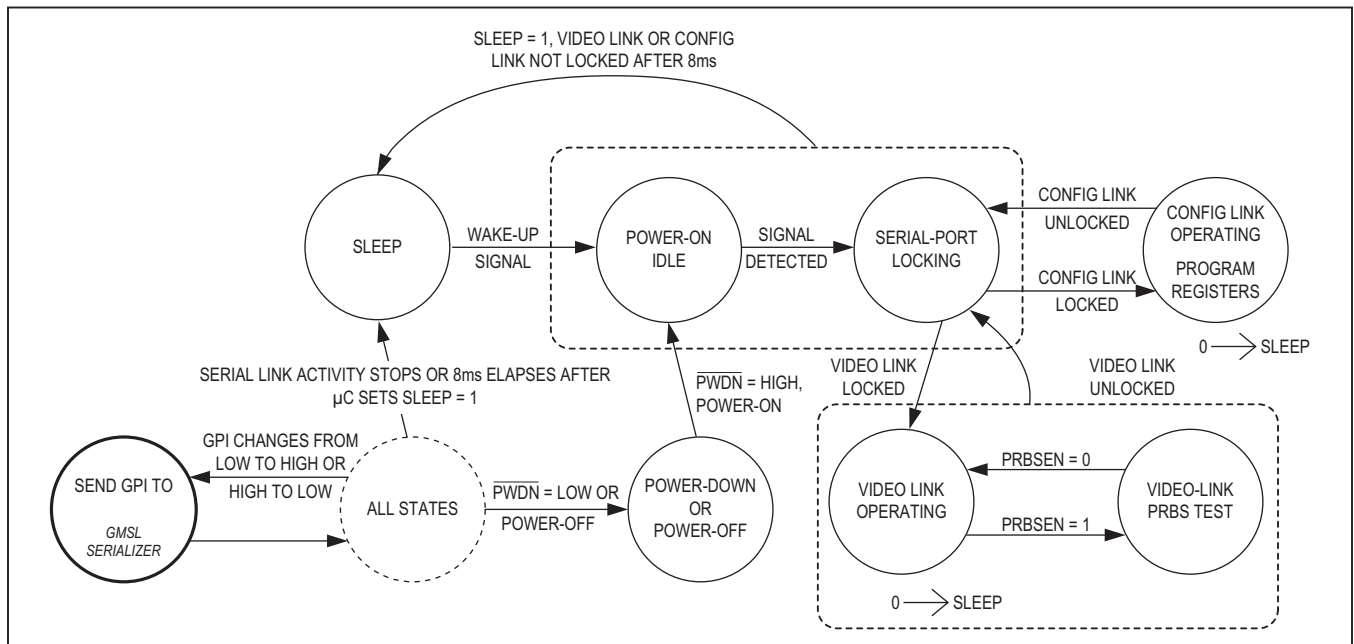 SLEEP = 1, VIDEO LINK OR CONFIG
LINK NOT LOCKED AFTER 8ms
SLEEP
WAKE-UP
SIGNAL
POWER-ON
IDLE
SIGNAL
DETECTED
SERIAL-PORT
LOCKING
CONFIG LINK
UNLOCKED
CONFIG LINK
LOCKED
CONFIG LINK
OPERATING
PROGRAM
REGISTERS
0 → SLEEP
SERIAL LINK ACTIVITY STOPS OR 8ms ELAPSES AFTER
µC SETS SLEEP = 1
P̅W̅D̅N̅ = HIGH,
POWER-ON
VIDEO LINK
LOCKED
VIDEO LINK
UNLOCKED
GPI CHANGES FROM
LOW TO HIGH OR
HIGH TO LOW
SEND GPI TO
GMSL
SERIALIZER
ALL STATES
P̅W̅D̅N̅ = LOW OR
POWER-OFF
POWER-DOWN
OR
POWER-OFF
VIDEO LINK
OPERATING
PRBSEN = 0
PRBSEN = 1
VIDEO-LINK
PRBS TEST
0 → SLEEP